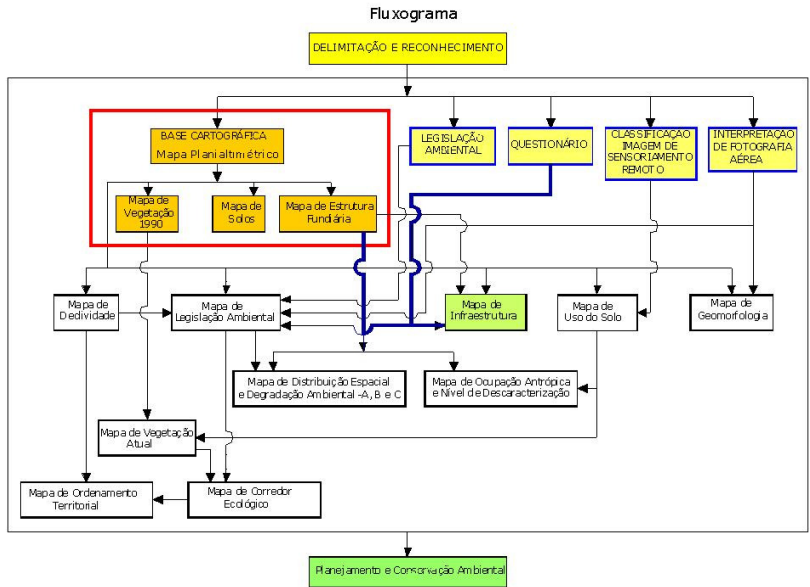 Fluxograma
DELIMITAÇÃO E RECONHECIMENTO
BASE CARTOGRÁFICA
Mapa Planialtimétrico
LEGISLAÇÃO
AMBIENTAL
QUESTIONÁRIO
CLASSIFICAÇÃO
IMAGEM DE
SENSORIAMENTO
REMOTO
INTERPRETAÇÃO
DE FOTOGRAFIA
AÉREA
Mapa de
Vegetação
1990
Mapa de
Solos
Mapa de Estrutura
Fundiária
Mapa de
Declividade
Mapa de
Legislação Ambiental
Mapa de
Infraestrutura
Mapa de
Uso do Solo
Mapa de
Geomorfologia
Mapa de Distribuição Espacial
e Degradação Ambiental -A, B e C
Mapa de Ocupação Antrópica
e Nível de Descaracterização
Mapa de Vegetação
Atual
Mapa de Ordenamento
Territorial
Mapa de Corredor
Ecológico
Planejamento e Conservação Ambiental